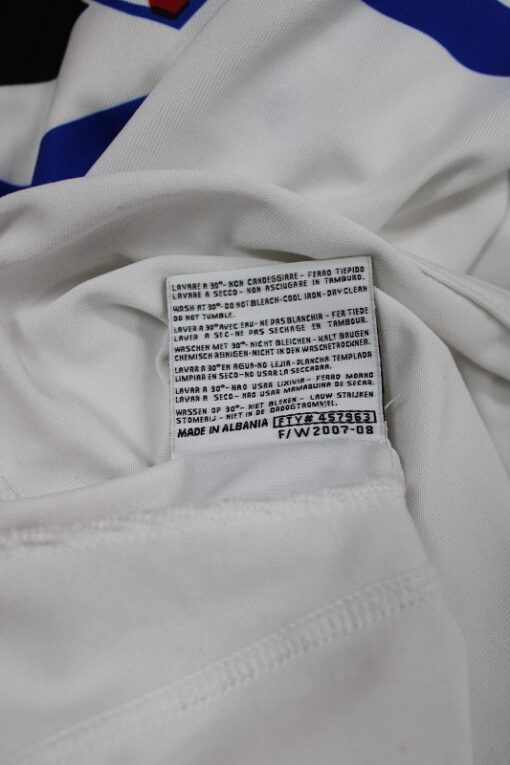 LAVARE A 30°- NON CANDEGGIARE - FERRO TIEPIDO
LAVARE A SECCO - NON ASCIUGARE IN TAMBURO.
WASH AT 30°-DO NOT BLEACH-COOL IRON-DRY CLEAN
DO NOT TUMBLE.
LAVER A 30° AVEC EAU-NE PAS BLANCHIA - FER TIEDE
LAVER A SEC - NE PAS SECHAGE EN TAMBOUR.
WASCHEN MET 30°-NICHT BLEICHEN - KALT BAUGEN
CHEMISCH REINIGEN-NICHT IN DEN WASCHETROCKNER.
LAVAR A 30° EN AGUA-NO LEJIA-PLANCHA TEMPLADA
LIMPIAR EN SECO-NO USAR LA SECCADRA.
LAVAR A 30°-NAO USAR LIXIVIA - FERRO MORNO
LAVAR A SECO - NAO USAR MAMAQUINA DE SECAR.
WASSEN OP 30°- NIET BLEKEN - LAUW STRIJKEN
STOMERIJ - NIET IN DE DROOGTROMMEL.
MADE IN ALBANIA FTY# 457963
F/W2007-08